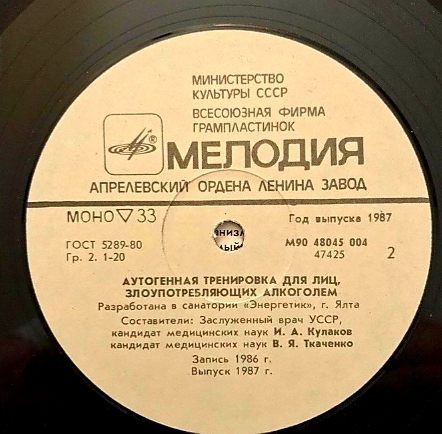 МИНИСТЕРСТВО
КУЛЬТУРЫ СССР
ВСЕСОЮЗНАЯ ФИРМА
ГРАМПЛАСТИНОК
МЕЛОДИЯ
АПРЕЛЕВСКИЙ ОРДЕНА ЛЕНИНА ЗАВОД
МОНО ▽ 33
Год выпуска 1987
ГОСТ 5289-80
М90 48045 004
Гр. 2. 1-20
47425
2
АУТОГЕННАЯ ТРЕНИРОВКА ДЛЯ ЛИЦ,
ЗЛОУПОТРЕБЛЯЮЩИХ АЛКОГОЛЕМ
Разработана в санатории «Энергетик», г. Ялта
Составители: Заслуженный врач УССР,
кандидат медицинских наук И. А. Кулаков
кандидат медицинских наук В. Я. Ткаченко
Запись 1986 г.
Выпуск 1987 г.